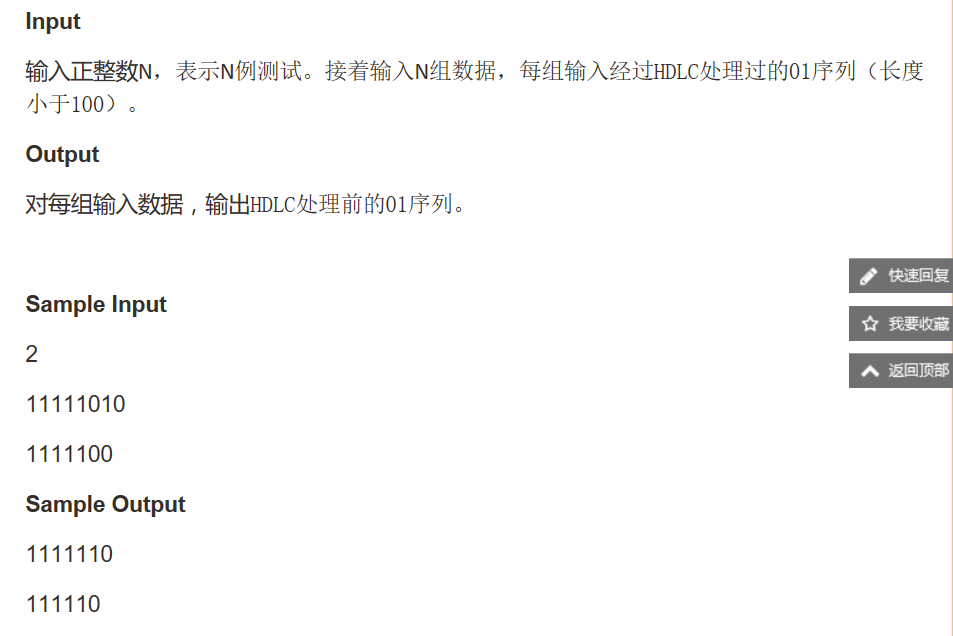 Input
输入正整数N，表示N例测试。接着输入N组数据，每组输入经过HDLC处理过的01序列（长度
小于100）。
Output
对每组输入数据，输出HDLC处理前的01序列。
Sample Input
2
11111010
1111100
Sample Output
1111110
111110
快速回复
我要收藏
返回顶部